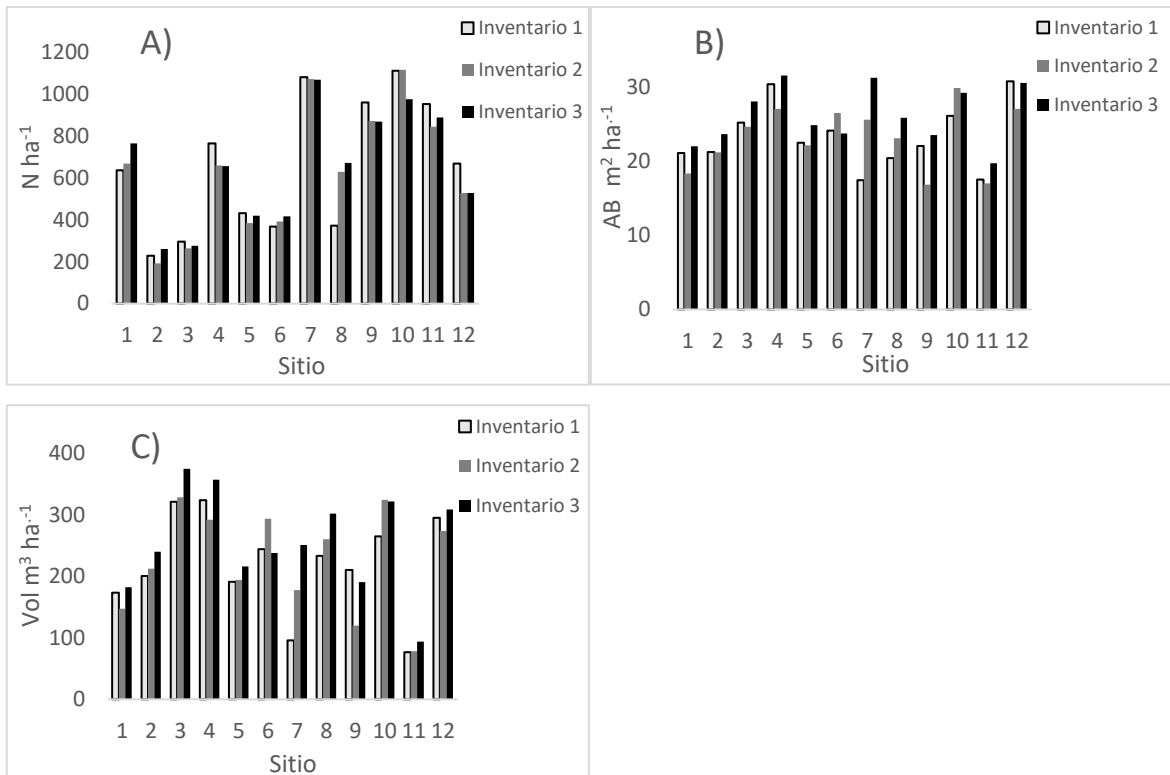 A)
Inventario 1
Inventario 2
Inventario 3
N ha⁻¹
1200
1000
800
600
400
200
0
1 2 3 4 5 6 7 8 9 10 11 12
Sitio
B)
Inventario 1
Inventario 2
Inventario 3
AB m² ha⁻¹
30
20
10
0
1 2 3 4 5 6 7 8 9 10 11 12
Sitio
C)
Inventario 1
Inventario 2
Inventario 3
Vol m³ ha⁻¹
400
300
200
100
0
1 2 3 4 5 6 7 8 9 10 11 12
Sitio